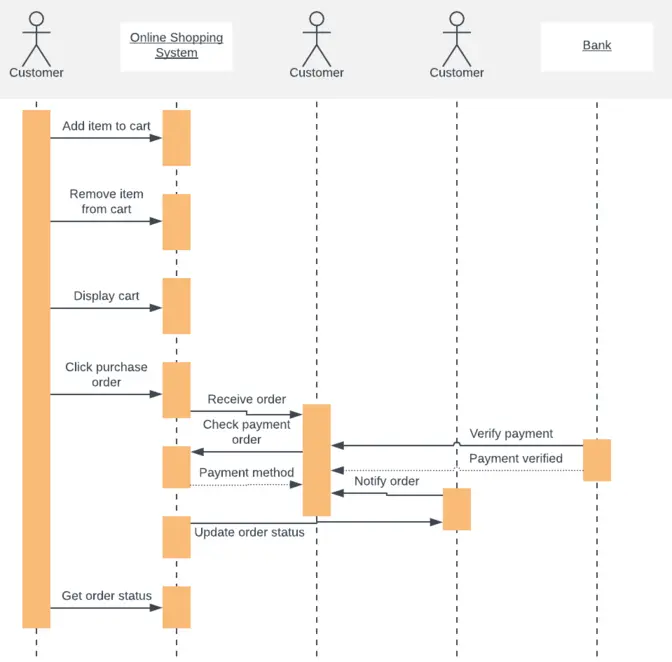 Customer
Online Shopping
System
Customer
Customer
Bank
Add item to cart
Remove item
from cart
Display cart
Click purchase
order
Receive order
Check payment
order
Verify payment
Payment verified
Payment method
Notify order
Update order status
Get order status